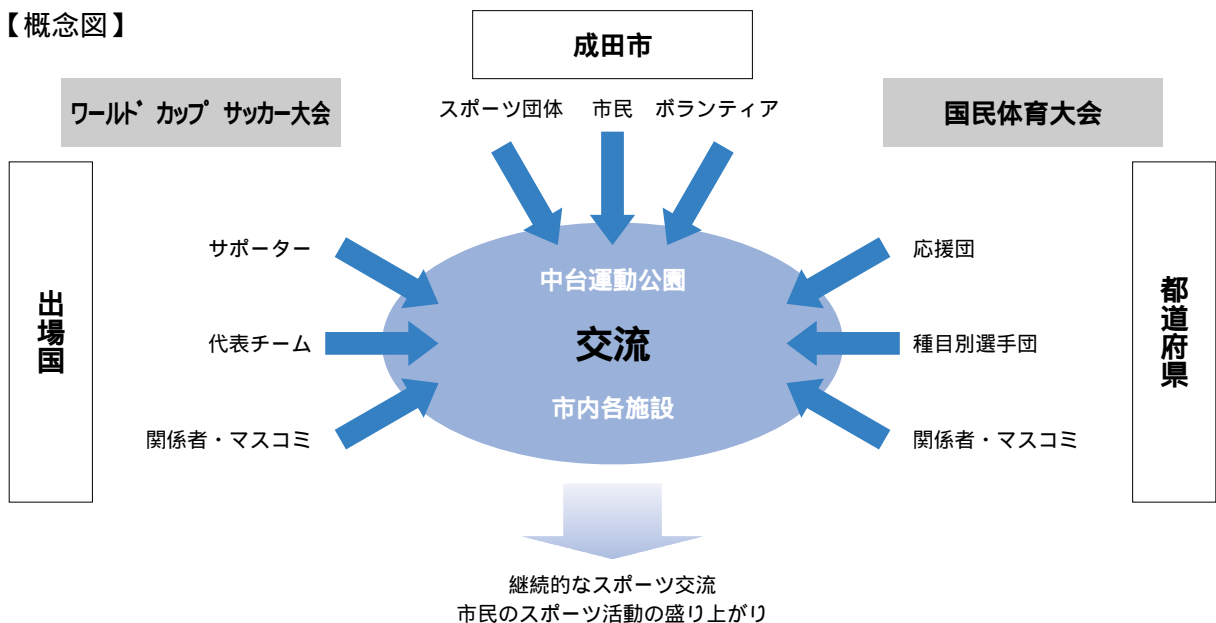 【概念図】
成田市
ワールド カップ サッカー大会
国民体育大会
スポーツ団体 市民 ボランティア
出場国
サポーター
代表チーム
関係者・マスコミ
中台運動公園
交流
市内各施設
応援団
種目別選手団
関係者・マスコミ
都道府県
継続的なスポーツ交流
市民のスポーツ活動の盛り上がり